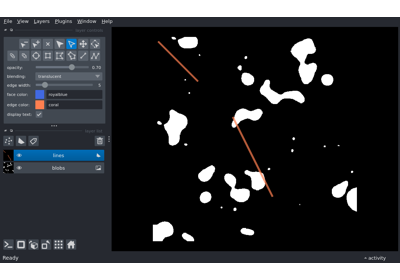 File View Layers Plugins Window Help
opacity: 0.70
blending: translucent
edge width: 5
face color: royalblue
edge color: coral
display text: ✓
lines
blobs
Ready
activity